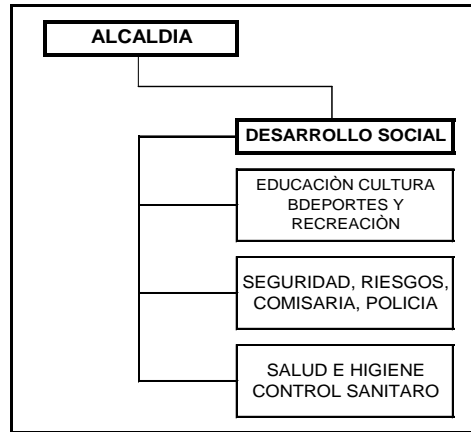 ALCALDIA
DESARROLLO SOCIAL
EDUCACIÒN CULTURA
BDEPORTES Y
RECREACIÒN
SEGURIDAD, RIESGOS,
COMISARIA, POLICIA
SALUD E HIGIENE
CONTROL SANITARO